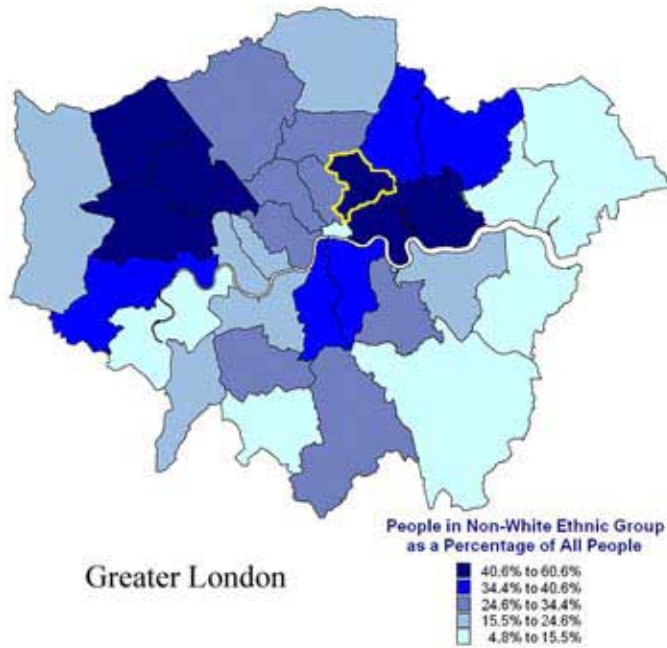 People in Non-White Ethnic Group
as a Percentage of All People
40.6% to 60.6%
34.4% to 40.6%
24.6% to 34.4%
15.5% to 24.6%
4.8% to 15.5%
Greater London